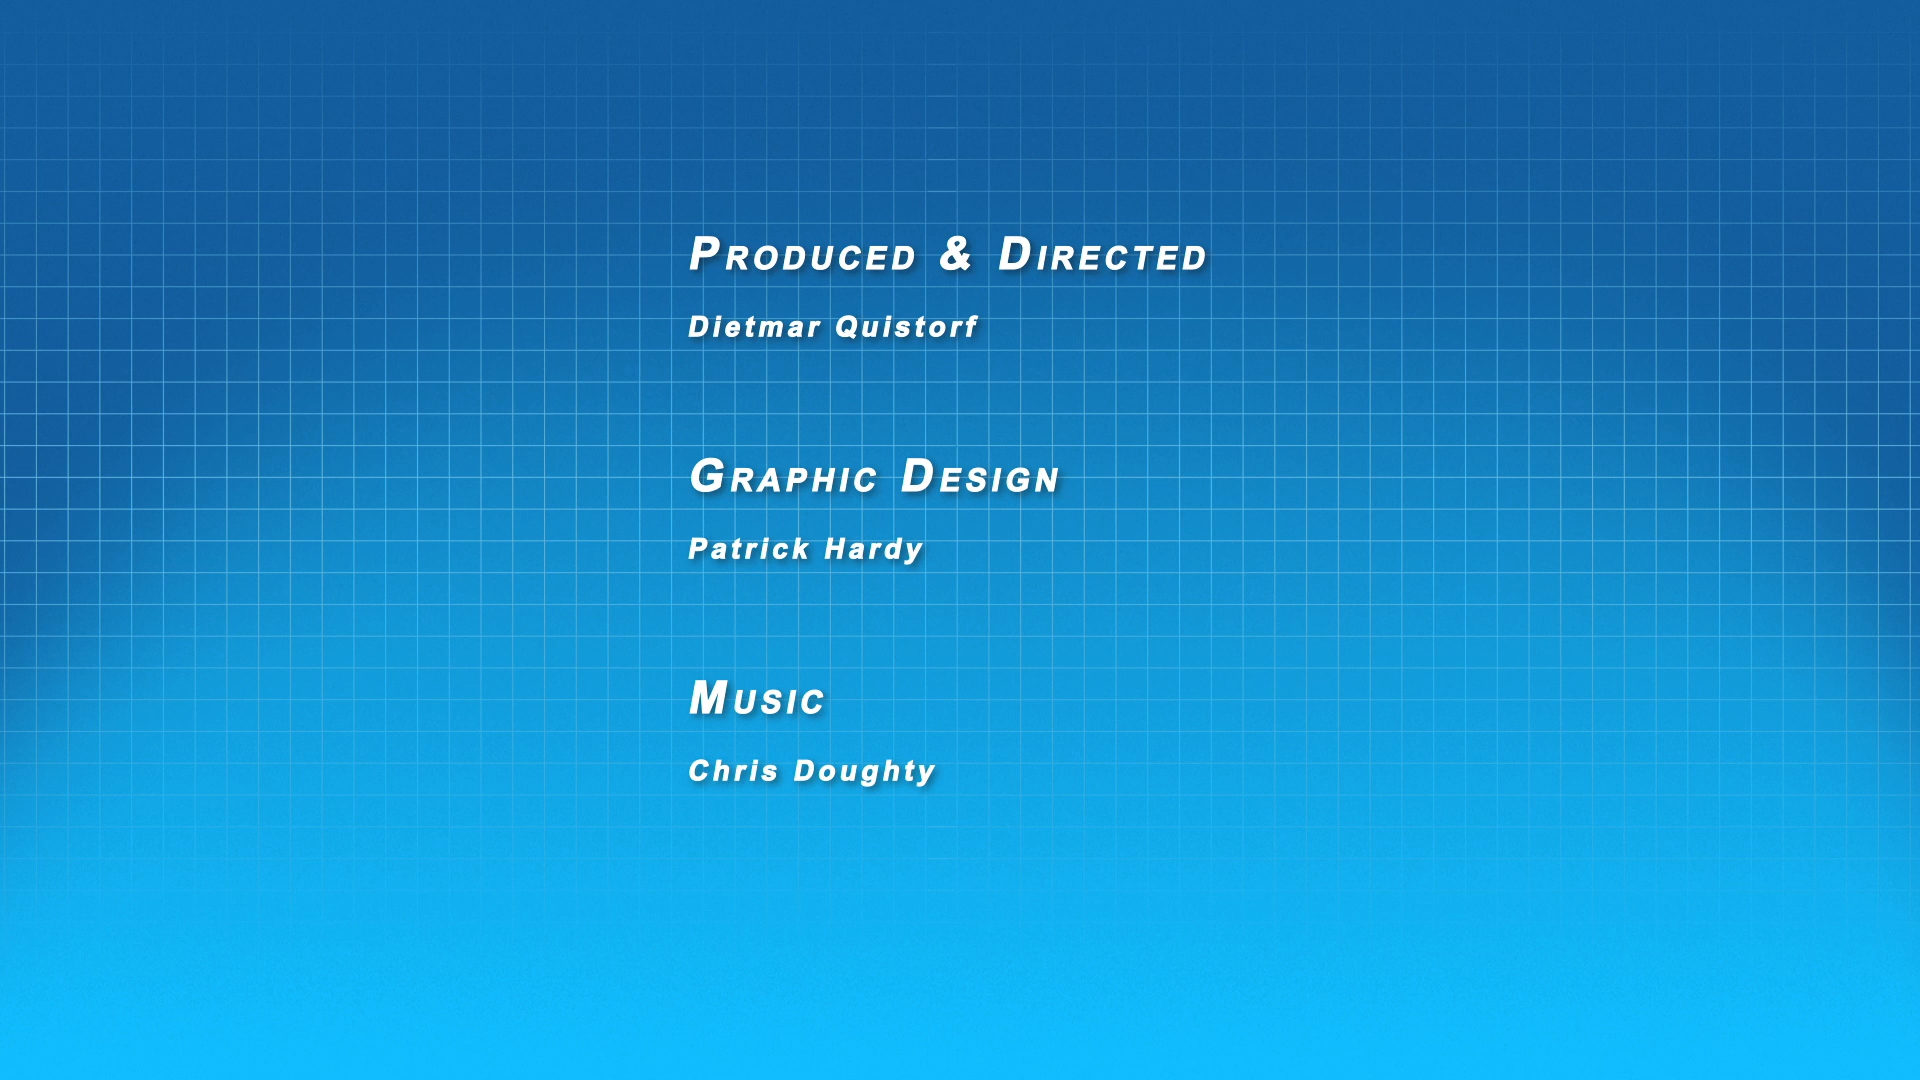 Produced & Directed
Dietmar Quistorf
Graphic Design
Patrick Hardy
Music
Chris Doughty